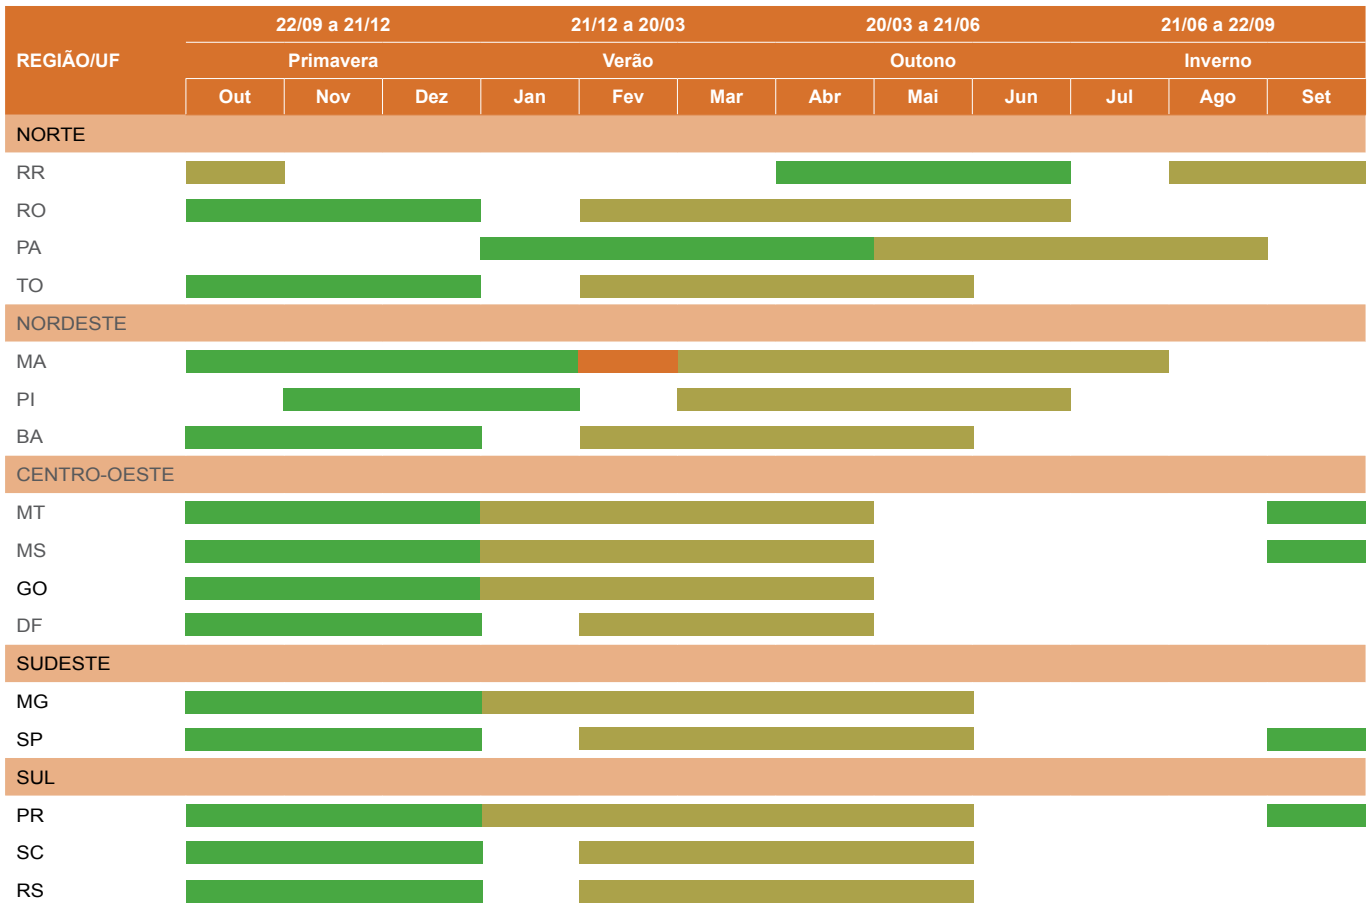 22/09 a 21/12 21/12 a 20/03 20/03 a 21/06 21/06 a 22/09
REGIÃO/UF Primavera Verão Outono Inverno
Out Nov Dez Jan Fev Mar Abr Mai Jun Jul Ago Set
NORTE
RR
RO
PA
TO
NORDESTE
MA
PI
BA
CENTRO-OESTE
MT
MS
GO
DF
SUDESTE
MG
SP
SUL
PR
SC
RS